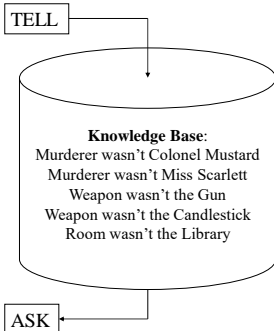 TELL
Knowledge Base:
Murderer wasn't Colonel Mustard
Murderer wasn't Miss Scarlett
Weapon wasn't the Gun
Weapon wasn't the Candlestick
Room wasn't the Library
ASK